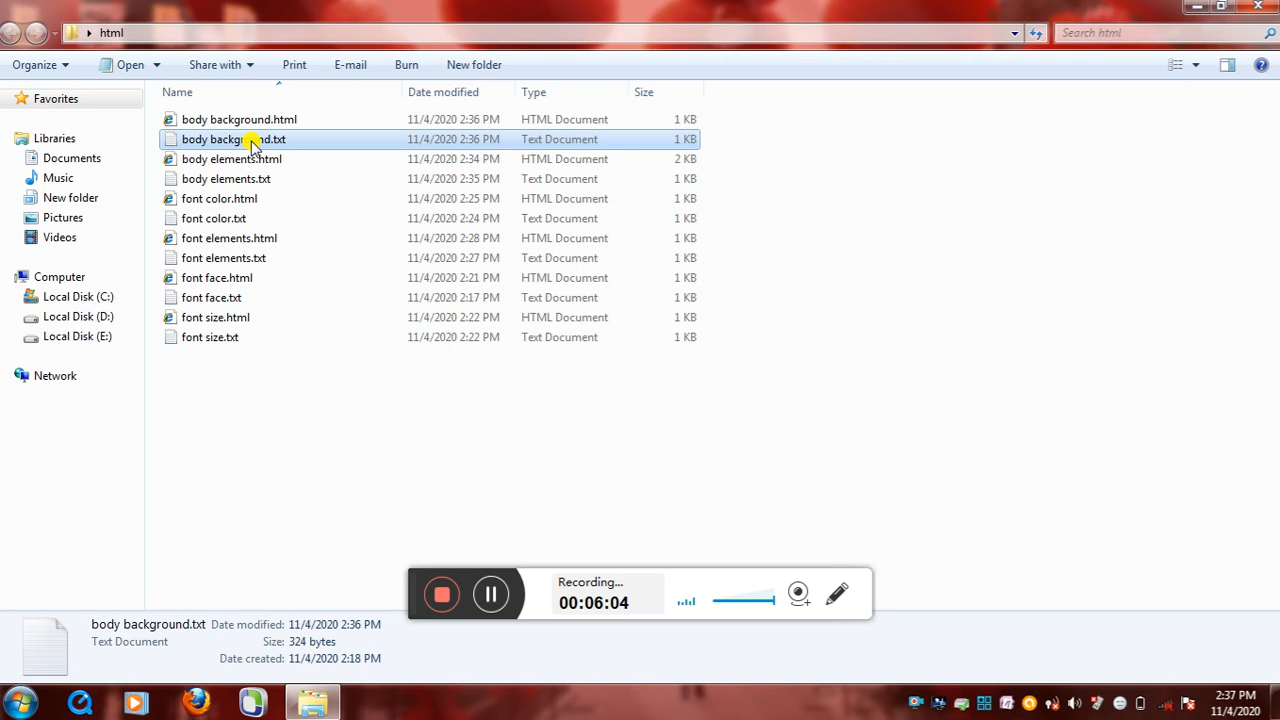 html
Search html
Organize Open Share with Print E-mail Burn New folder
Name Date modified Type Size
Favorites
Libraries
Documents
Music
New folder
Pictures
Videos
Computer
Local Disk (C:)
Local Disk (D:)
Local Disk (E:)
Network
body background.html 11/4/2020 2:36 PM HTML Document 1 KB
body background.txt 11/4/2020 2:36 PM Text Document 1 KB
body elements.html 11/4/2020 2:34 PM HTML Document 2 KB
body elements.txt 11/4/2020 2:35 PM Text Document 1 KB
font color.html 11/4/2020 2:25 PM HTML Document 1 KB
font color.txt 11/4/2020 2:24 PM Text Document 1 KB
font elements.html 11/4/2020 2:28 PM HTML Document 1 KB
font elements.txt 11/4/2020 2:27 PM Text Document 1 KB
font face.html 11/4/2020 2:21 PM HTML Document 1 KB
font face.txt 11/4/2020 2:17 PM Text Document 1 KB
font size.html 11/4/2020 2:22 PM HTML Document 1 KB
font size.txt 11/4/2020 2:22 PM Text Document 1 KB
Recording...
00:06:04
body background.txt Date modified: 11/4/2020 2:36 PM
Text Document Size: 324 bytes
Date created: 11/4/2020 2:18 PM
2:37 PM
11/4/2020